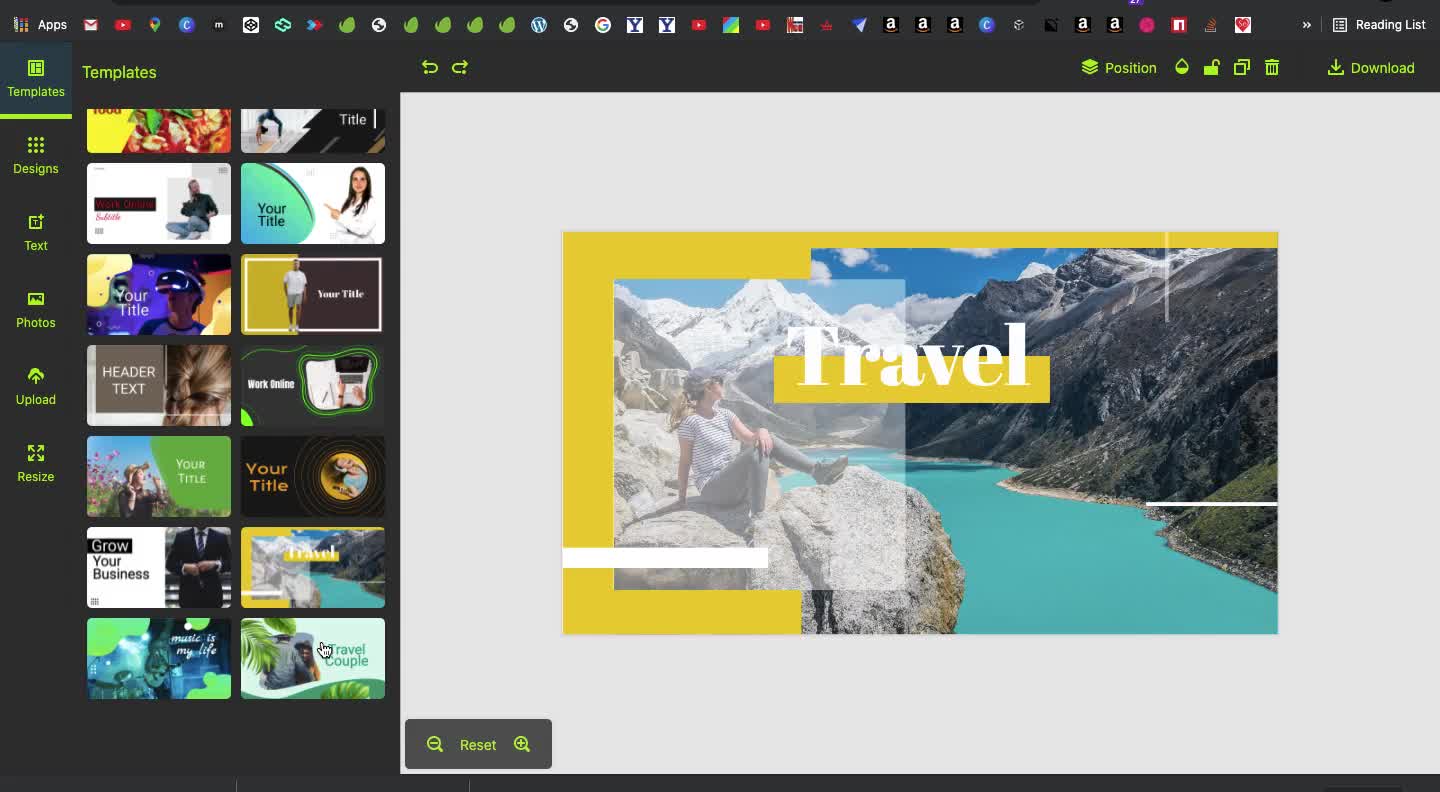 27
Apps
Reading List
Templates
Templates
Position
Download
food
Title
Designs
Work Online
Subtitle
Your
Title
Text
Your
Title
Your Title
Photos
Travel
HEADER
TEXT
Work Online
Upload
Your
Title
Your
Title
Resize
Grow
Your
Business
Travel
music is
my life
Travel
Couple
Reset